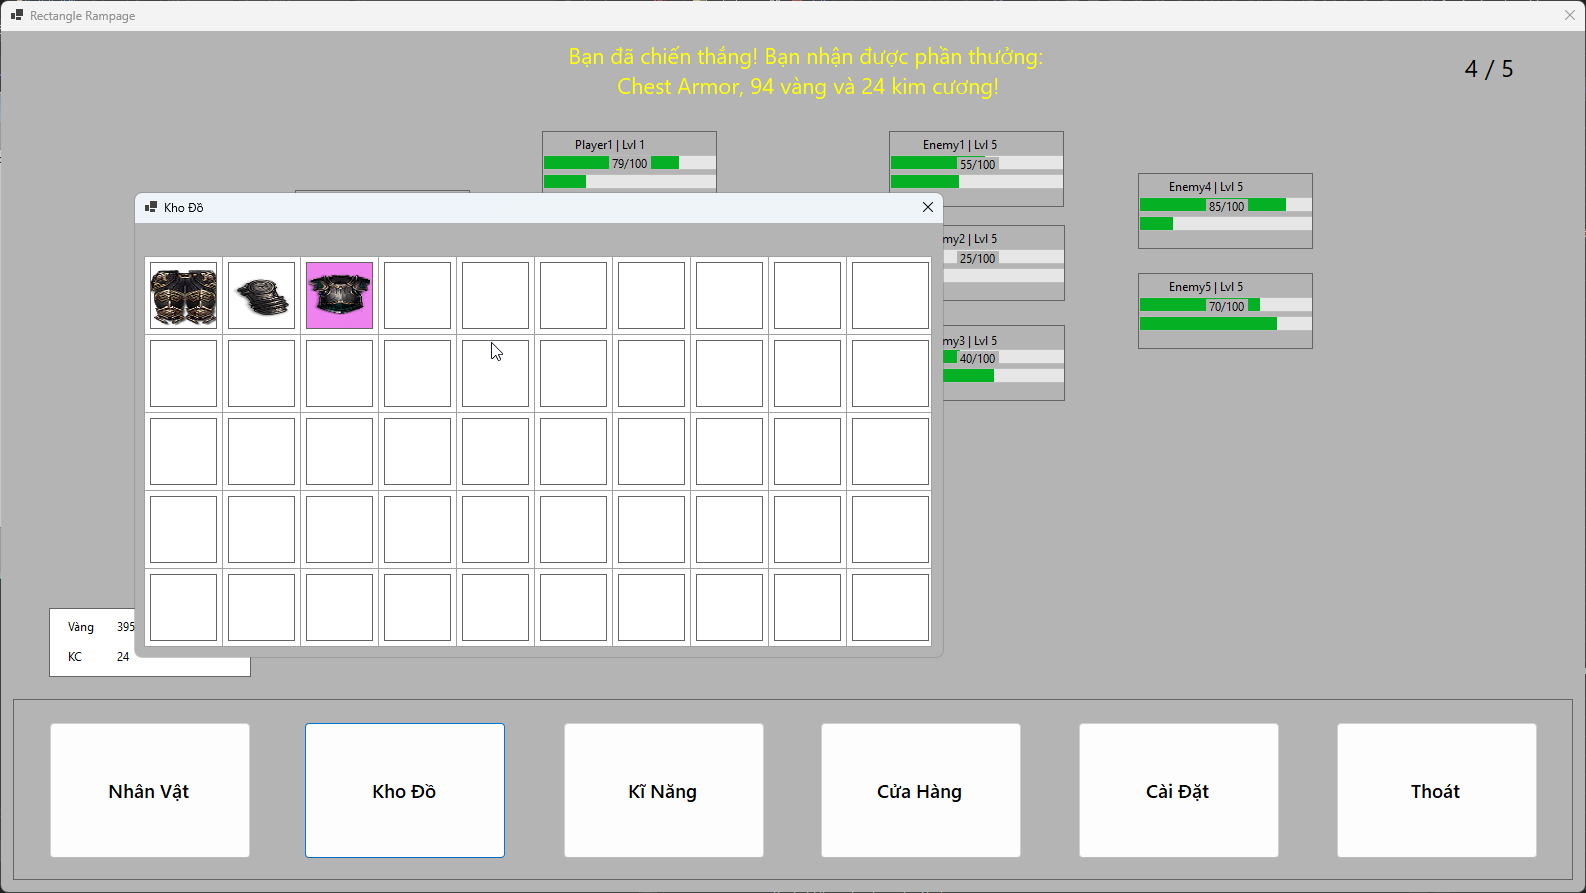 Rectangle Rampage
Bạn đã chiến thắng! Bạn nhận được phần thưởng:
Chest Armor, 94 vàng và 24 kim cương!
4 / 5
Player1 | Lvl 1
79/100
Enemy1 | Lvl 5
55/100
Enemy4 | Lvl 5
85/100
Kho Đồ
my2 | Lvl 5
25/100
Enemy5 | Lvl 5
70/100
my3 | Lvl 5
40/100
Vàng 395
KC 24
Nhân Vật
Kho Đồ
Kĩ Năng
Cửa Hàng
Cài Đặt
Thoát